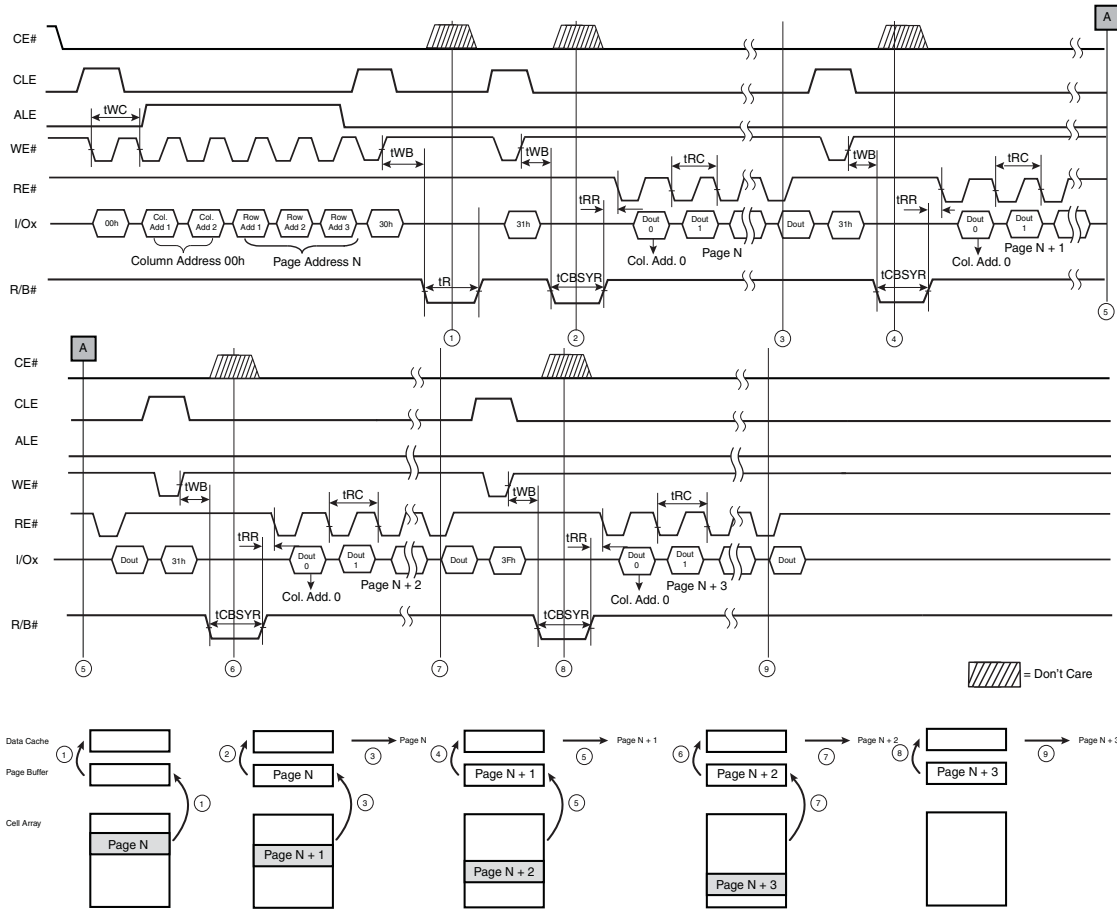 A
CE#
CLE
ALE
tWC
WE#
tWB
tWB
tWB
tRC
tRC
RE#
tRR
tRR
I/Ox
00h
Col. Add 1
Col. Add 2
Row Add 1
Row Add 2
Row Add 3
30h
31h
Dout 0
Dout 1
Dout
31h
Dout 0
Dout 1
Column Address 00h
Page Address N
Page N
Page N + 1
Col. Add. 0
Col. Add. 0
R/B#
tR
tCBSYR
tCBSYR
1
2
3
4
5
A
CE#
CLE
ALE
WE#
tWB
tWB
tRC
tRC
RE#
tRR
tRR
I/Ox
Dout
31h
Dout 0
Dout 1
Dout
3Fh
Dout 0
Dout 1
Dout
Page N + 2
Page N + 3
Col. Add. 0
Col. Add. 0
R/B#
tCBSYR
tCBSYR
5
6
7
8
9
= Don't Care
Data Cache
1
2
3
Page N
4
5
Page N + 1
6
7
Page N + 2
8
9
Page N + 3
Page Buffer
Page N
Page N + 1
Page N + 2
Page N + 3
1
3
5
7
Cell Array
Page N
Page N + 1
Page N + 2
Page N + 3